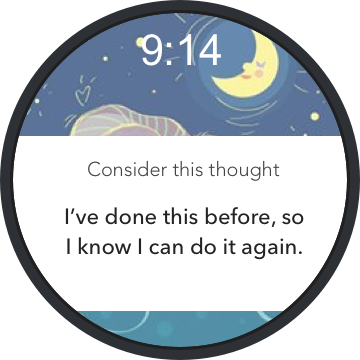 9:14
Consider this thought
I’ve done this before, so
I know I can do it again.